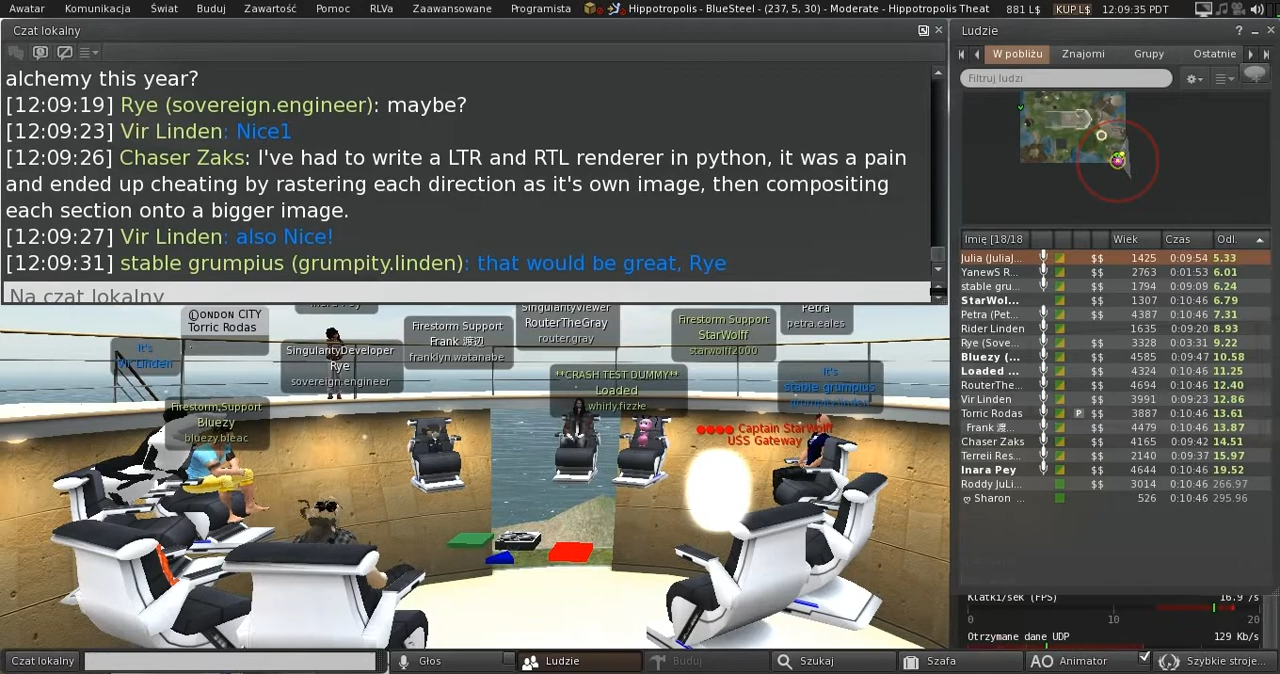 Awatar Komunikacja Świat Buduj Zawartość Pomoc RLVa Zaawansowane Programista Hippotropolis - BlueSteel - (237, 5, 30) - Moderate - Hippotropolis Theat 881 L$ KUP L$ 12:09:35 PDT
Czat lokalny
alchemy this year?
[12:09:19] Rye (sovereign.engineer): maybe?
[12:09:23] Vir Linden: Nice1
[12:09:26] Chaser Zaks: I've had to write a LTR and RTL renderer in python, it was a pain
and ended up cheating by rastering each direction as it's own image, then compositing
each section onto a bigger image.
[12:09:27] Vir Linden: also Nice!
[12:09:31] stable grumpius (grumpity.linden): that would be great, Rye
Na czat lokalny
ⓁONDON CITY
Torric Rodas
It's
Vir Linden
SingulantyDeveloper
Rye
sovereign.engineer
Firestorm Support
Frank 渡辺
franklyn.watanabe
SingularityViewer
RouterTheGray
router.gray
Firestorm Support
StarWolff
starwolff2000
Petra
petra.eales
**CRASH TEST DUMMY**
Loaded
whirly.fizzle
It's
stable grumpius
grumpity.linden
Firestorm Support
Bluezy
bluezy.bleac
Captain StarWolff
USS Gateway
Ludzie
W pobliżu Znajomi Grupy Ostatnie
Filtruj ludzi
Imię [18/18 Wiek Czas Odl.
Julia (JuliaJ... $$ 1425 0:09:54 5.33
YanewS R... $$ 2763 0:01:53 6.01
stable gru... $$ 1794 0:09:09 6.24
StarWol... $$ 1307 0:10:46 6.79
Petra (Pet... $$ 4387 0:10:46 7.31
Rider Linden 1635 0:09:20 8.93
Rye (Sove... $$ 3328 0:03:31 9.22
Bluezy (... $$ 4585 0:09:47 10.58
Loaded ... $$ 4324 0:10:46 11.25
RouterThe... $$ 4694 0:10:46 12.40
Vir Linden $$ 3991 0:09:23 12.86
Torric Rodas P $$ 3887 0:10:46 13.61
Frank 渡... $$ 4479 0:10:46 13.87
Chaser Zaks $$ 4165 0:09:42 14.51
Terreii Res... $$ 2140 0:09:37 15.97
Inara Pey $$ 4644 0:10:46 19.52
Roddy JuLi... $$ 3014 0:10:46 266.97
ღ Sharon ... 526 0:10:46 295.96
Klatki/sek (FPS) 16.9 /s
0 10 20
Otrzymane dane UDP 129 Kb/s
Czat lokalny Głos Ludzie Buduj Szukaj Szafa AO Animator Szybkie stroje...